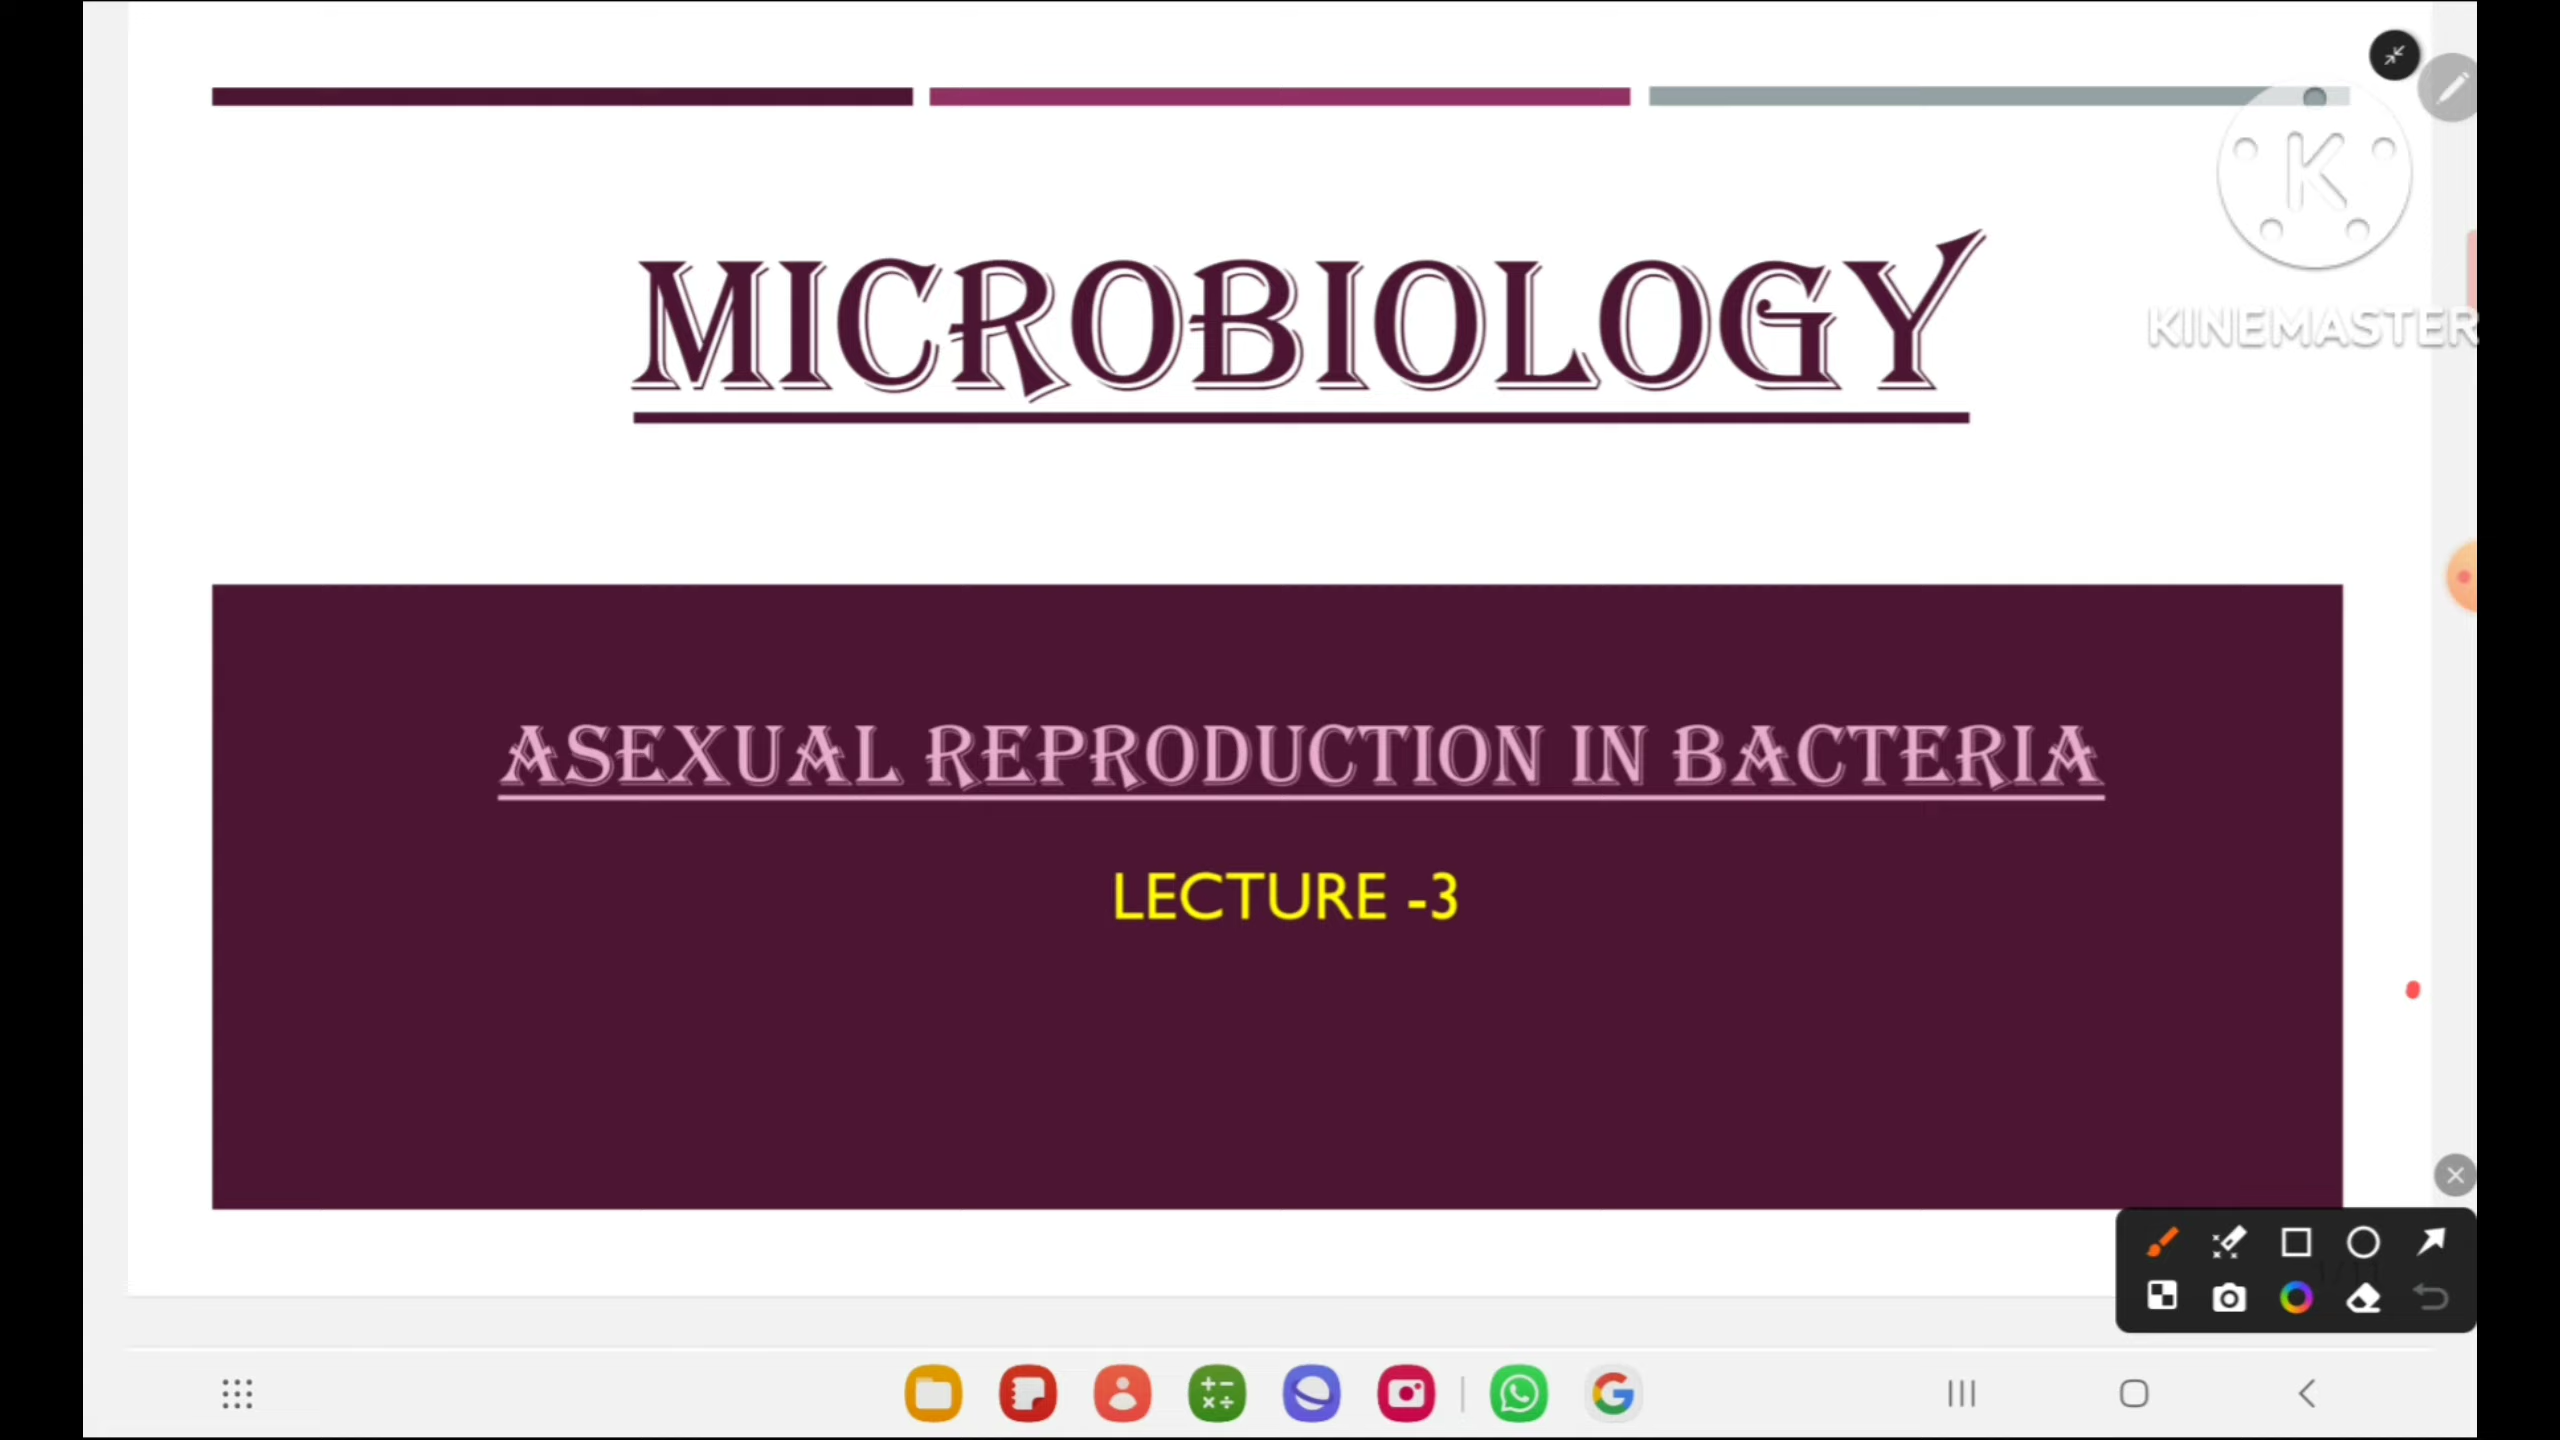 MICROBIOLOGY
KINEMASTER
ASEXUAL REPRODUCTION IN BACTERIA
LECTURE -3